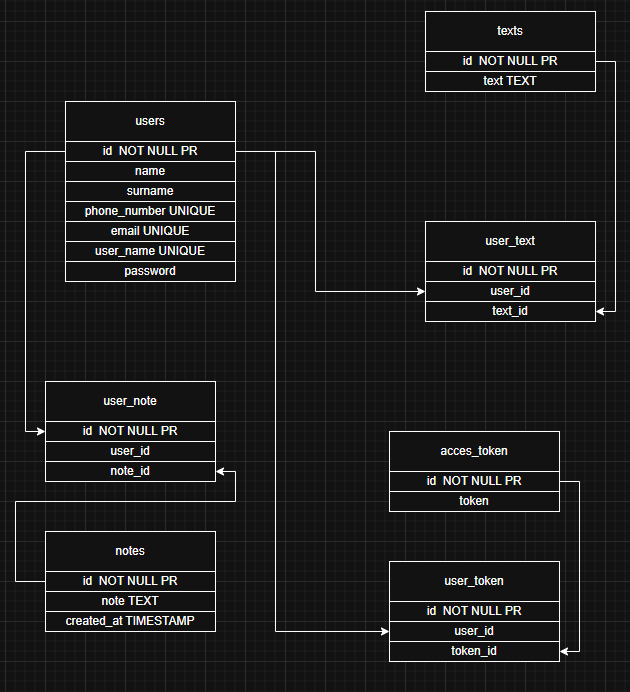 texts
id NOT NULL PR
text TEXT
users
id NOT NULL PR
name
surname
phone_number UNIQUE
email UNIQUE
user_name UNIQUE
password
user_text
id NOT NULL PR
user_id
text_id
user_note
id NOT NULL PR
user_id
note_id
acces_token
id NOT NULL PR
token
notes
id NOT NULL PR
note TEXT
created_at TIMESTAMP
user_token
id NOT NULL PR
user_id
token_id